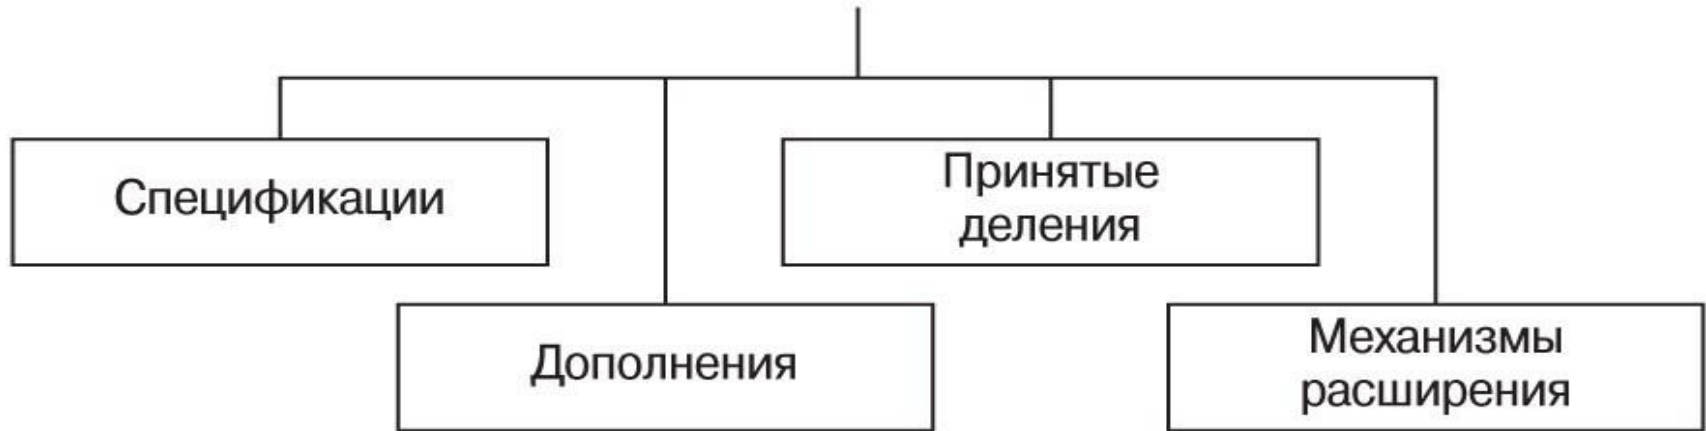 Спецификации
Принятые
деления
Дополнения
Механизмы
расширения